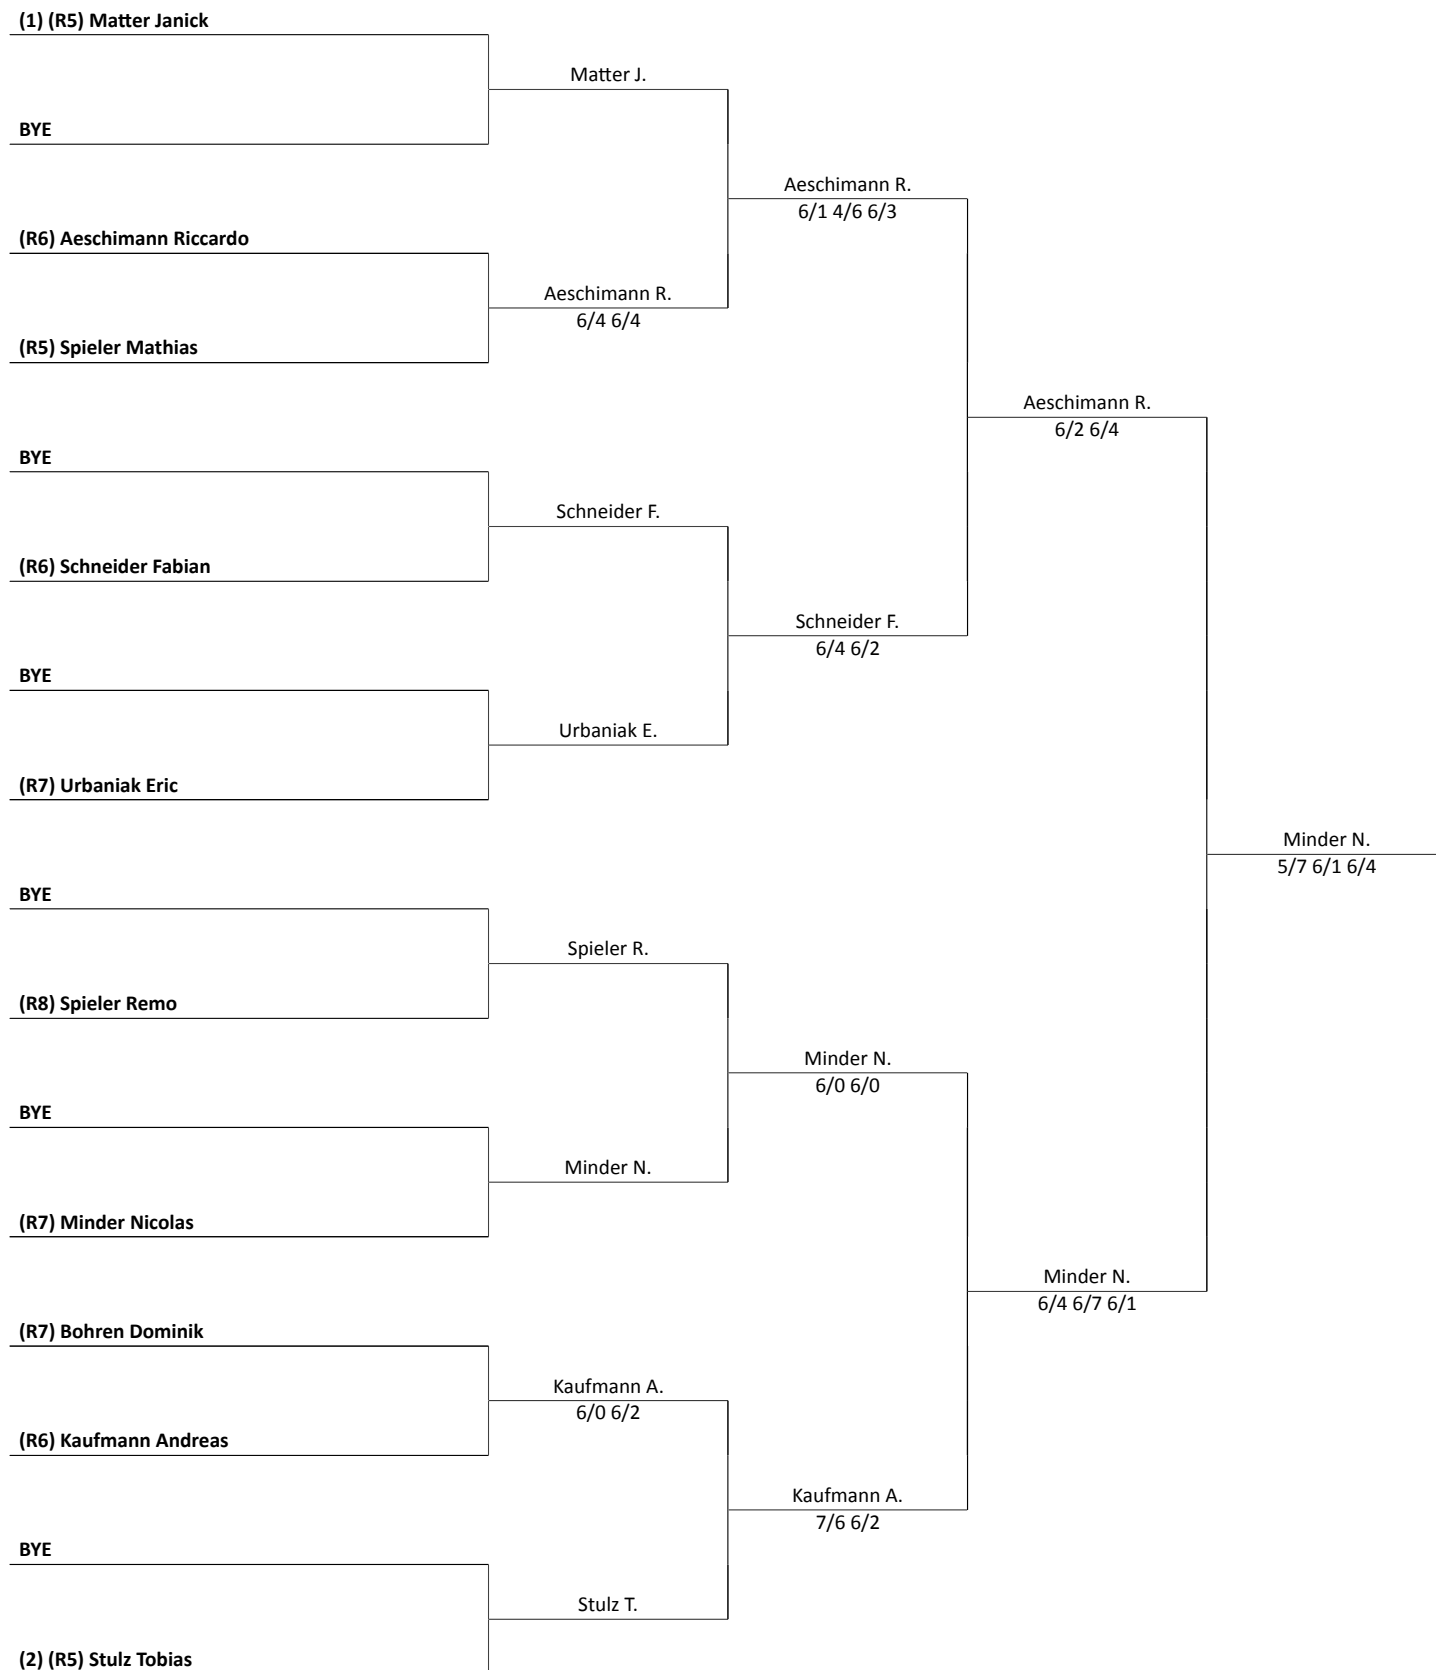 (1) (R5) Matter Janick
Matter J.
BYE
Aeschimann R.
6/1 4/6 6/3
(R6) Aeschimann Riccardo
Aeschimann R.
6/4 6/4
(R5) Spieler Mathias
Aeschimann R.
6/2 6/4
BYE
Schneider F.
(R6) Schneider Fabian
Schneider F.
6/4 6/2
BYE
Urbaniak E.
(R7) Urbaniak Eric
Minder N.
5/7 6/1 6/4
BYE
Spieler R.
(R8) Spieler Remo
Minder N.
6/0 6/0
BYE
Minder N.
(R7) Minder Nicolas
Minder N.
6/4 6/7 6/1
(R7) Bohren Dominik
Kaufmann A.
6/0 6/2
(R6) Kaufmann Andreas
Kaufmann A.
7/6 6/2
BYE
Stulz T.
(2) (R5) Stulz Tobias